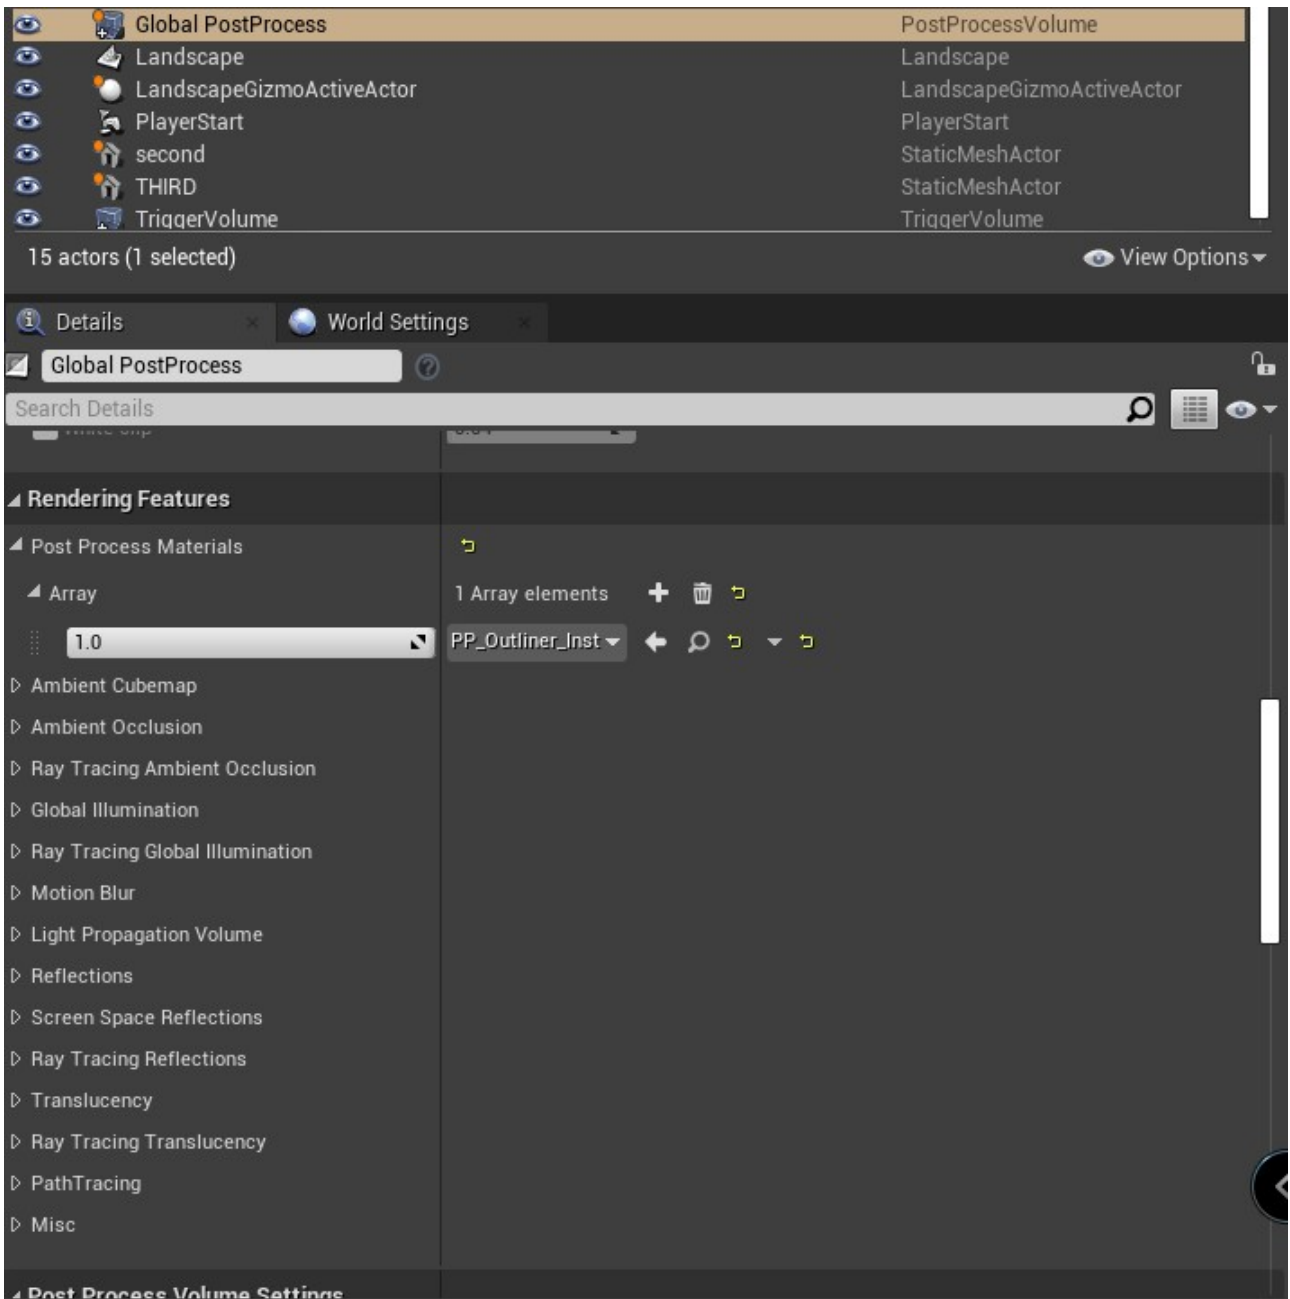 Global PostProcess PostProcessVolume
Landscape Landscape
LandscapeGizmoActiveActor LandscapeGizmoActiveActor
PlayerStart PlayerStart
second StaticMeshActor
THIRD StaticMeshActor
TriggerVolume TriggerVolume
15 actors (1 selected) View Options
Details World Settings
Global PostProcess
Search Details
Rendering Features
Post Process Materials
Array 1 Array elements
1.0 PP_Outliner_Inst
Ambient Cubemap
Ambient Occlusion
Ray Tracing Ambient Occlusion
Global Illumination
Ray Tracing Global Illumination
Motion Blur
Light Propagation Volume
Reflections
Screen Space Reflections
Ray Tracing Reflections
Translucency
Ray Tracing Translucency
PathTracing
Misc
Post Process Volume Settings